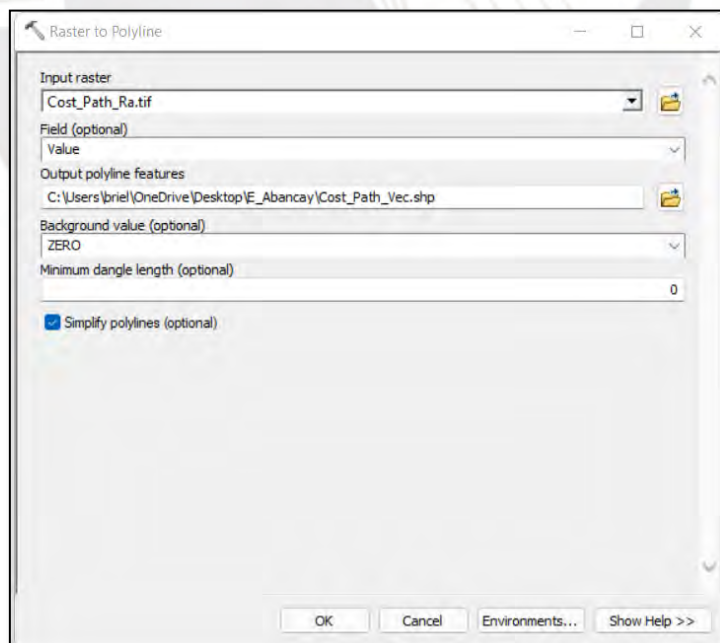 Raster to Polyline
Input raster
Cost_Path_Ra.tif
Field (optional)
Value
Output polyline features
C:\Users\briel\OneDrive\Desktop\E_Abancay\Cost_Path_Vec.shp
Background value (optional)
ZERO
Minimum dangle length (optional)
0
Simplify polylines (optional)
OK Cancel Environments... Show Help >>